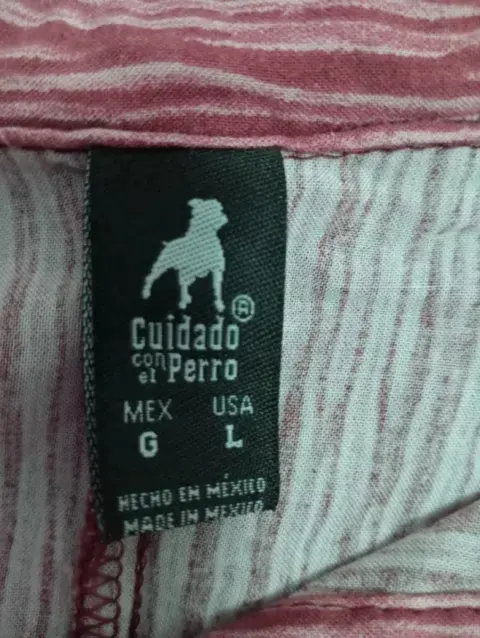 ®
Cuidado
con el Perro
MEX USA
G L
HECHO EN MÉXICO
MADE IN MEXICO